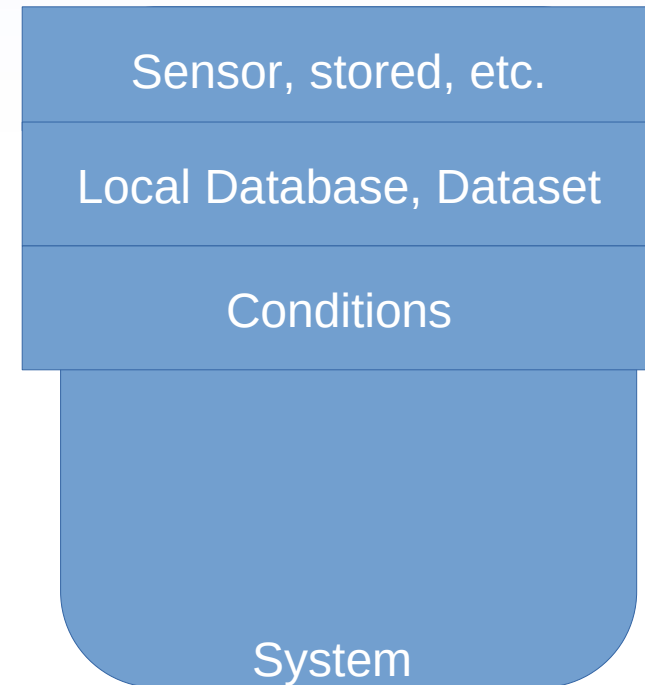 Sensor, stored, etc.
Local Database, Dataset
Conditions
System